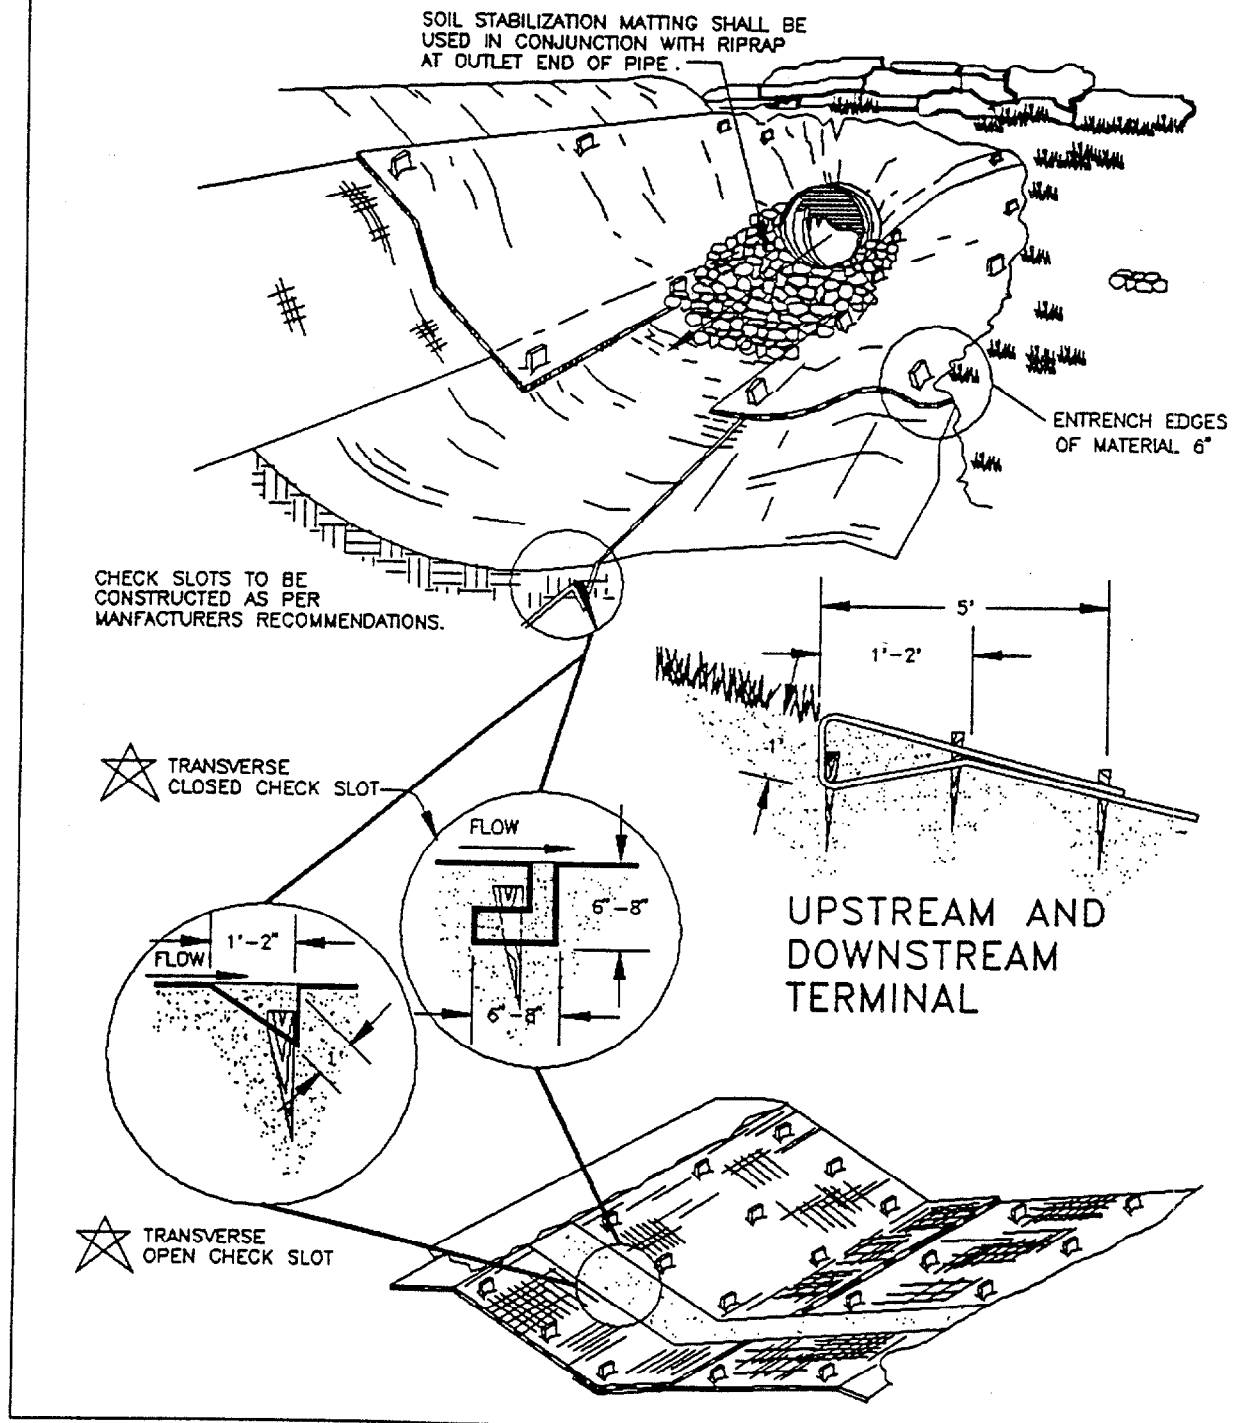 SOIL STABILIZATION MATTING SHALL BE
USED IN CONJUNCTION WITH RIPRAP
AT OUTLET END OF PIPE.
ENTRENCH EDGES
OF MATERIAL 6"
CHECK SLOTS TO BE
CONSTRUCTED AS PER
MANFACTURERS RECOMMENDATIONS.
5'
1'-2'
1'
TRANSVERSE
CLOSED CHECK SLOT
FLOW
6"-8"
6"-8"
UPSTREAM AND
DOWNSTREAM
TERMINAL
1'-2"
FLOW
1'
TRANSVERSE
OPEN CHECK SLOT